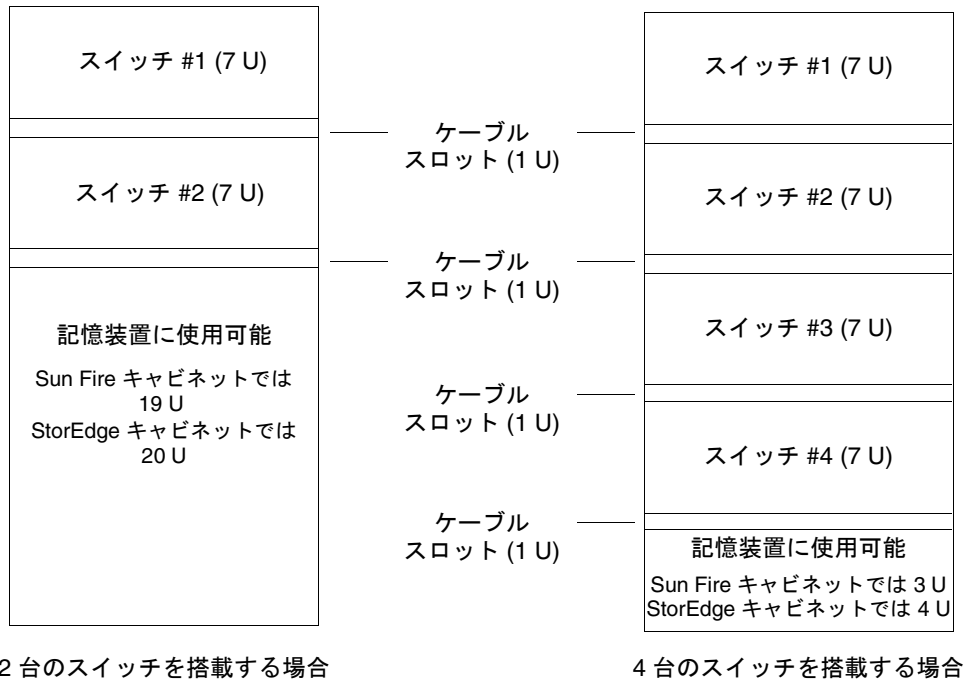 スイッチ #1 (7 U)
スイッチ #2 (7 U)
記憶装置に使用可能
Sun Fire キャビネットでは
19 U
StorEdge キャビネットでは
20 U
2 台のスイッチを搭載する場合
ケーブル
スロット (1 U)
ケーブル
スロット (1 U)
ケーブル
スロット (1 U)
ケーブル
スロット (1 U)
スイッチ #1 (7 U)
スイッチ #2 (7 U)
スイッチ #3 (7 U)
スイッチ #4 (7 U)
記憶装置に使用可能
Sun Fire キャビネットでは 3 U
StorEdge キャビネットでは 4 U
4 台のスイッチを搭載する場合